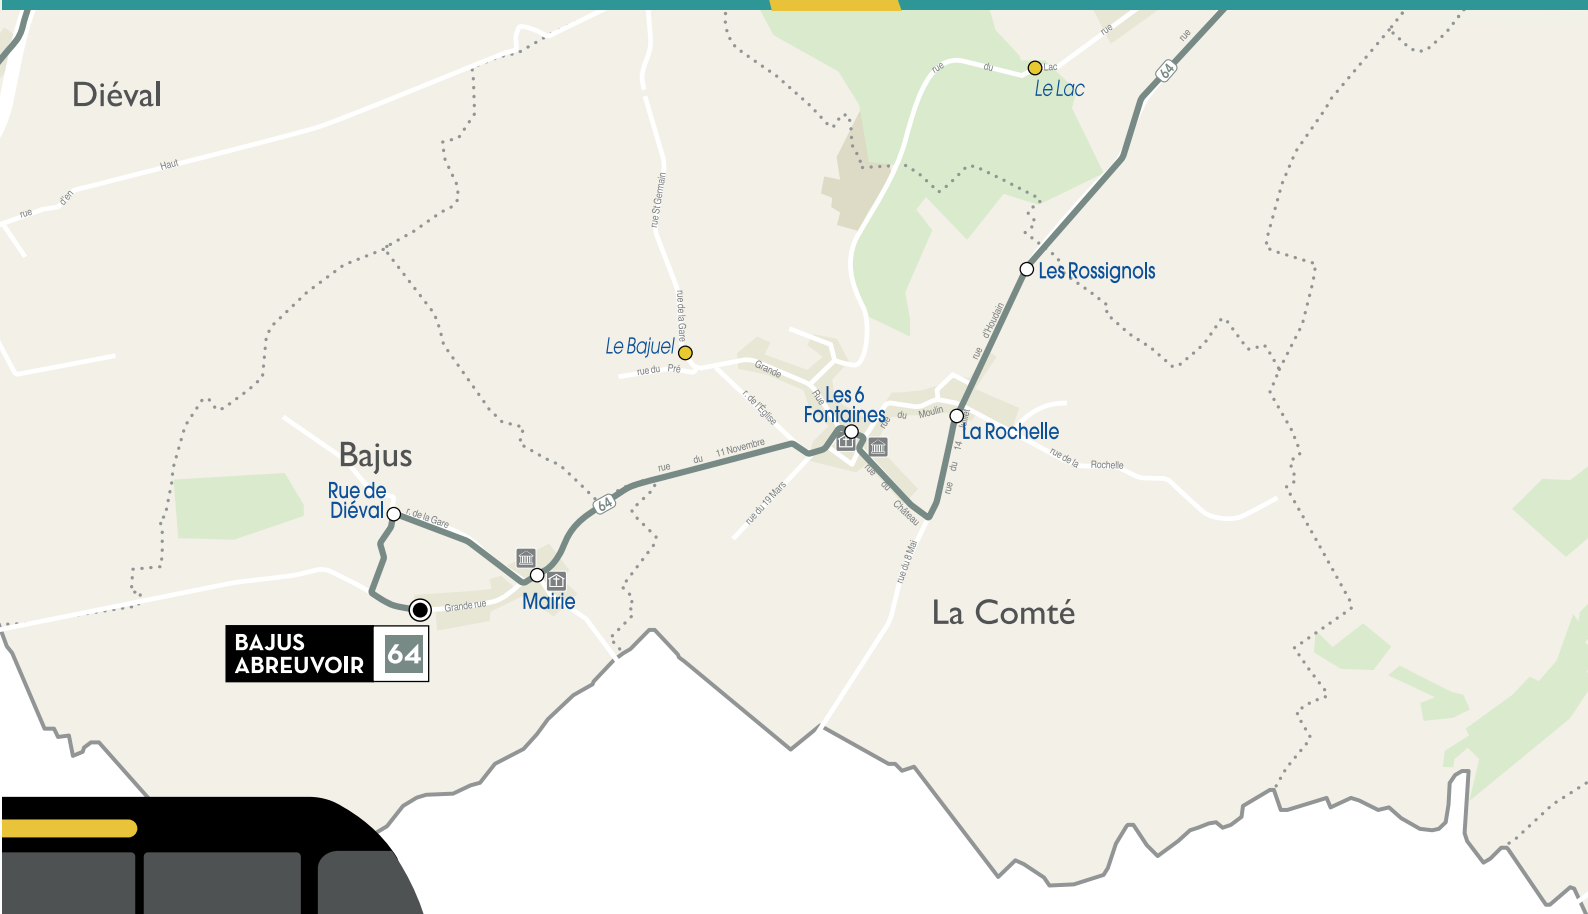 Diéval
Haut
d'en
rue
rue St Germain
rue de la Gare
Le Bajuel
rue du Pré
Grande
Rue
r. de l'Église
rue du Lac
Le Lac
rue
rue
64
Les Rossignols
rue d'Houdain
Les 6
Fontaines
rue du Moulin
La Rochelle
rue de la Rochelle
rue du 14
rue du Château
rue du 11 Novembre
64
rue du 19 Mars
rue du 8 Mai
Bajus
Rue de
Diéval
r. de la Gare
Mairie
Grande rue
La Comté
BAJUS
ABREUVOIR
64